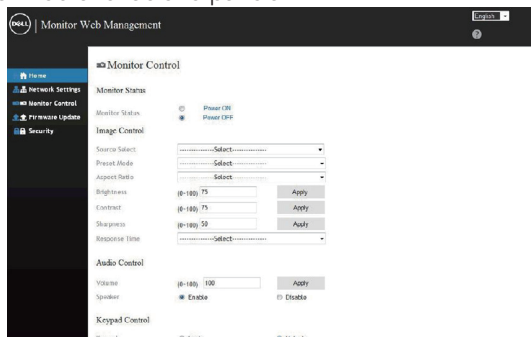 DELL
Monitor Web Management
English
?
Home
Network Settings
Monitor Control
Firmware Update
Security
Monitor Control
Monitor Status
Monitor Status
Power ON
Power OFF
Image Control
Source Select
---------------Select---------------
Preset Mode
---------------Select---------------
Aspect Ratio
---------------Select---------------
Brightness (0~100) 75 Apply
Contrast (0~100) 75 Apply
Sharpness (0~100) 50 Apply
Response Time
---------------Select---------------
Audio Control
Volume (0~100) 100 Apply
Speaker Enable Disable
Keypad Control